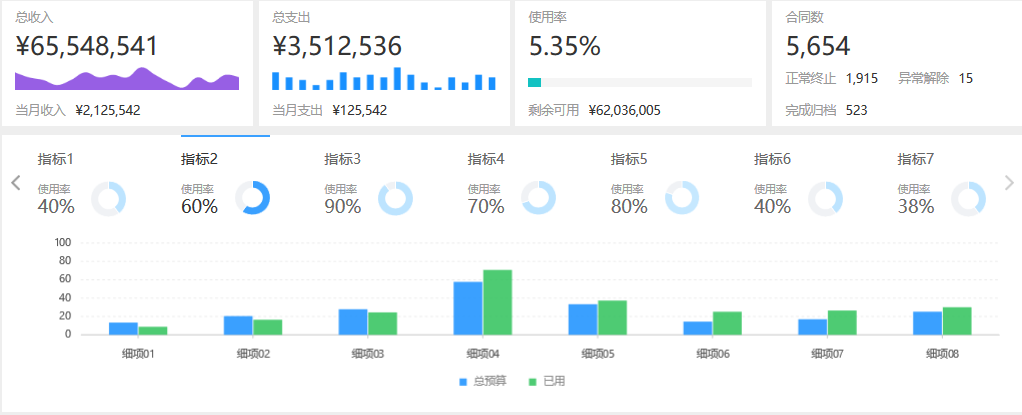 总收入
¥65,548,541
当月收入 ¥2,125,542
总支出
¥3,512,536
当月支出 ¥125,542
使用率
5.35%
剩余可用 ¥62,036,005
合同数
5,654
正常终止 1,915 异常解除 15
完成归档 523
指标1
使用率
40%
指标2
使用率
60%
指标3
使用率
90%
指标4
使用率
70%
指标5
使用率
80%
指标6
使用率
40%
指标7
使用率
38%
100
80
60
40
20
0
细项01 细项02 细项03 细项04 细项05 细项06 细项07 细项08
总预算 已用